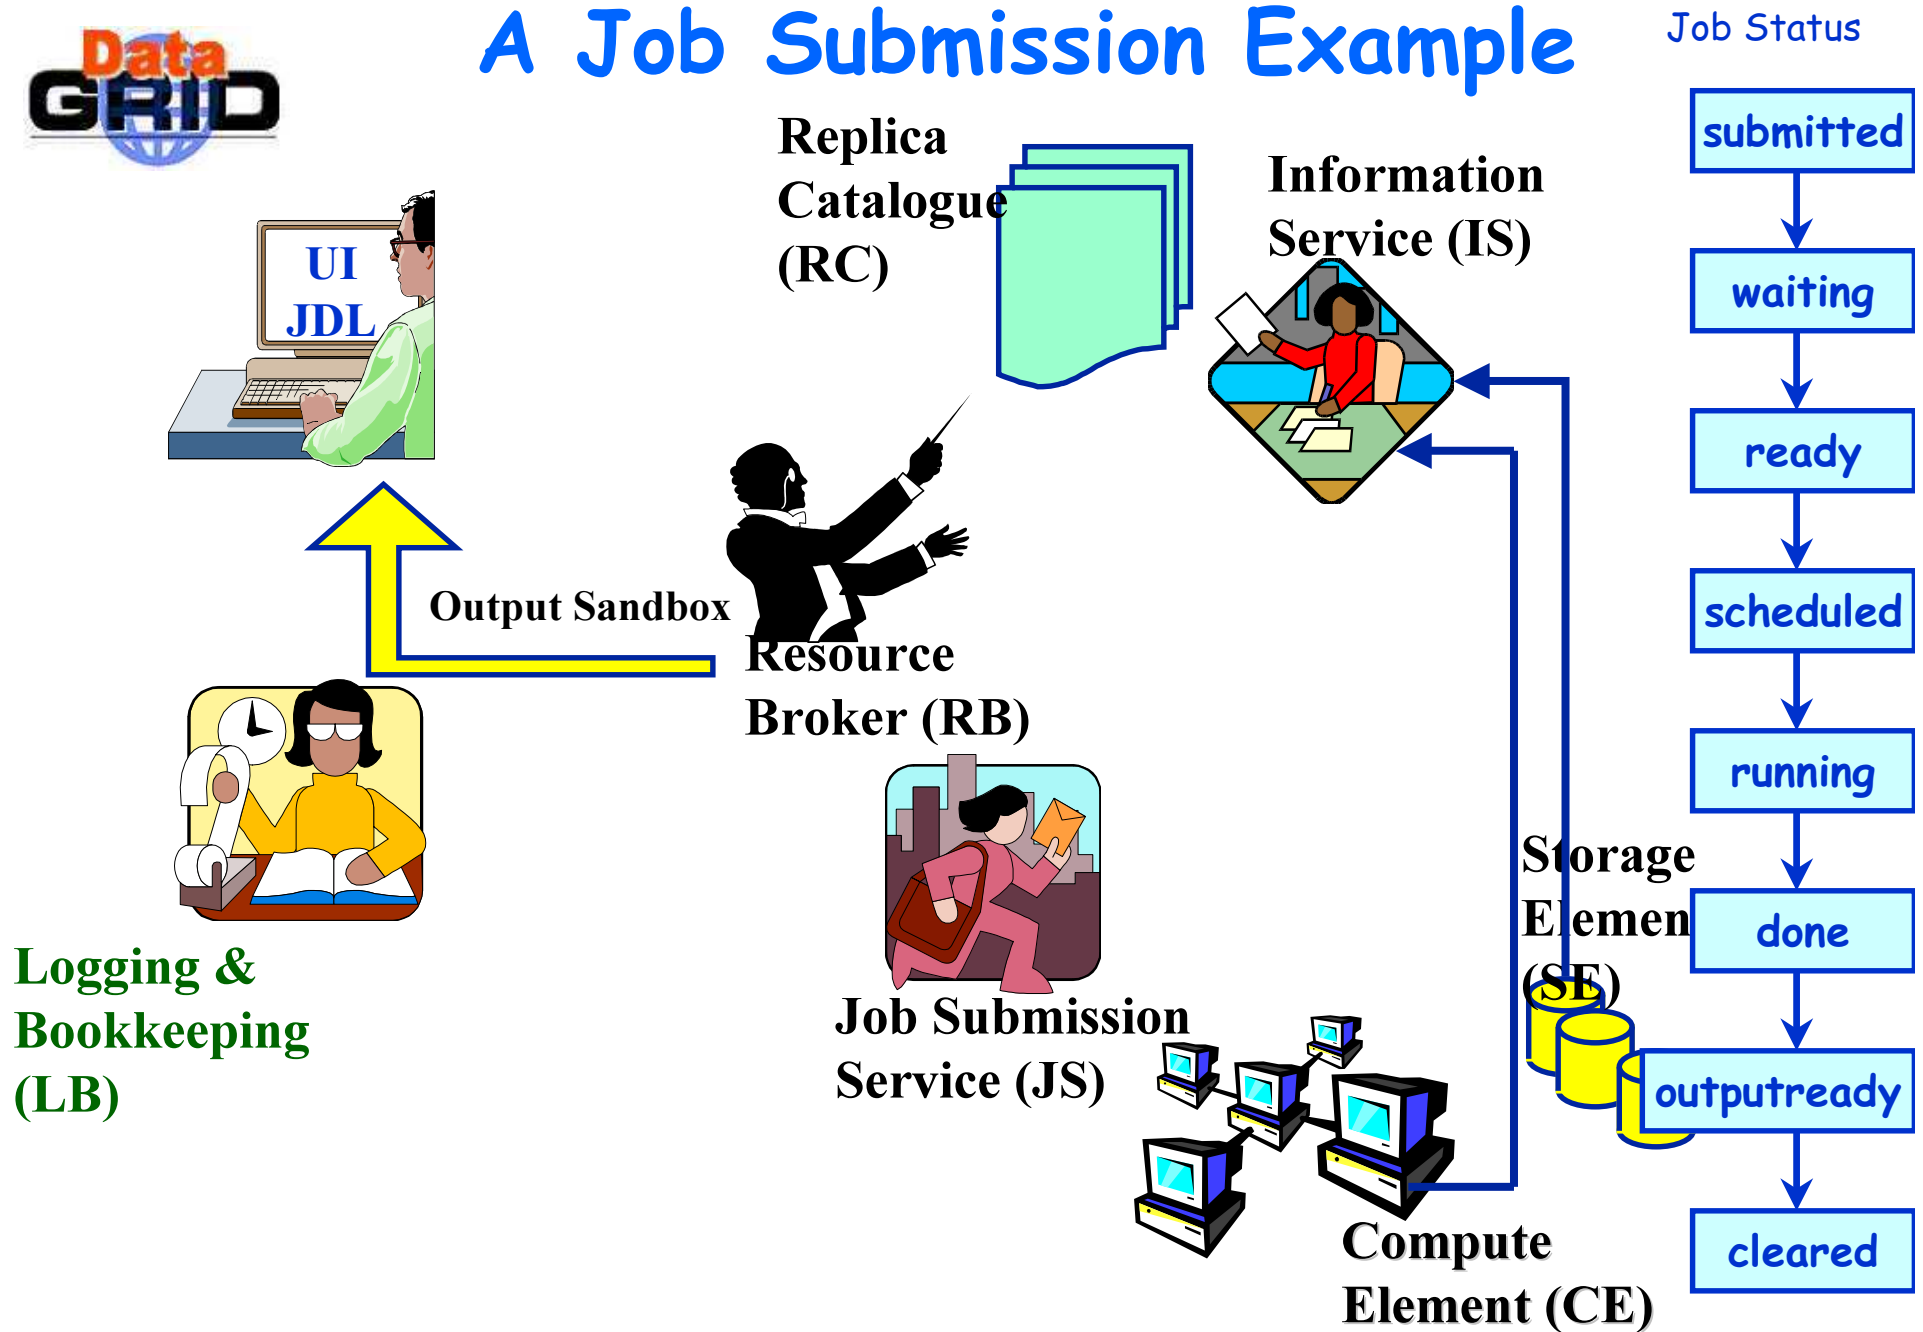 Data
GRID
A Job Submission Example
Job Status
Replica
Catalogue
(RC)
Information
Service (IS)
UI
JDL
Output Sandbox
Resource
Broker (RB)
Logging &
Bookkeeping
(LB)
Job Submission
Service (JS)
Storage
Elemen
(SE)
Compute
Element (CE)
submitted
waiting
ready
scheduled
running
done
outputready
cleared